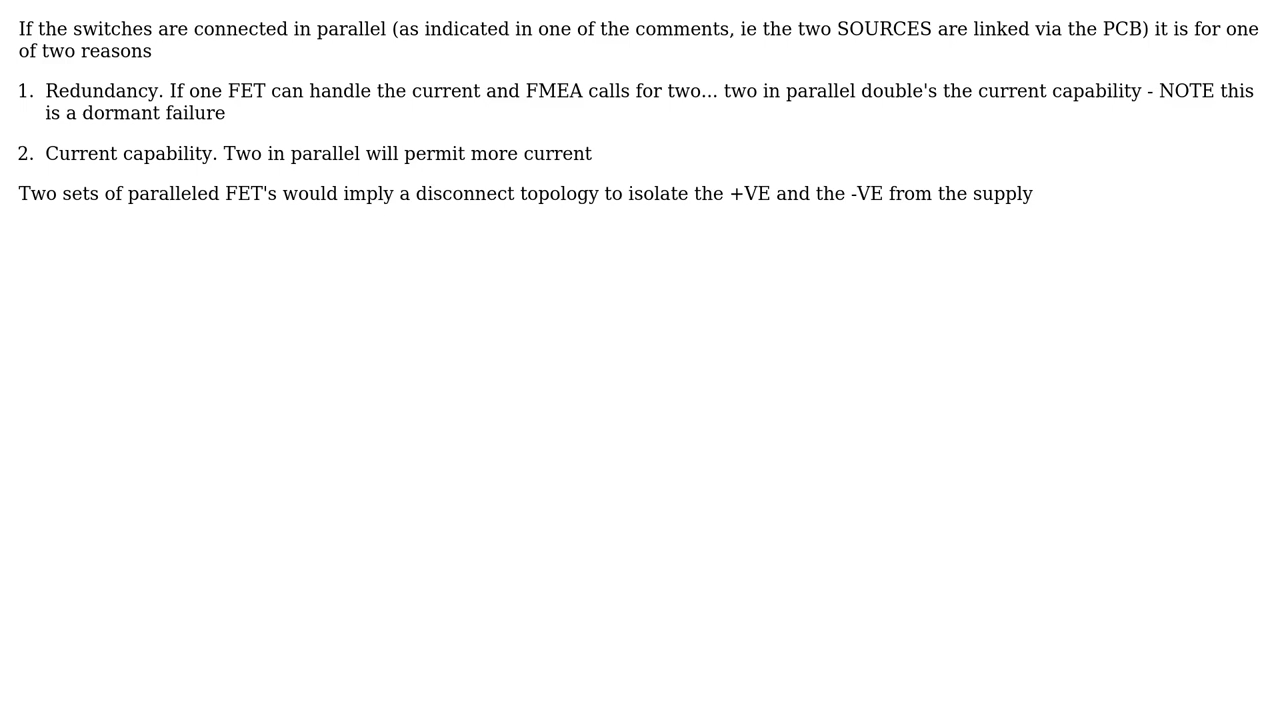 If the switches are connected in parallel (as indicated in one of the comments, ie the two SOURCES are linked via the PCB) it is for one
of two reasons
1. Redundancy. If one FET can handle the current and FMEA calls for two... two in parallel double's the current capability - NOTE this
is a dormant failure
2. Current capability. Two in parallel will permit more current
Two sets of paralleled FET's would imply a disconnect topology to isolate the +VE and the -VE from the supply